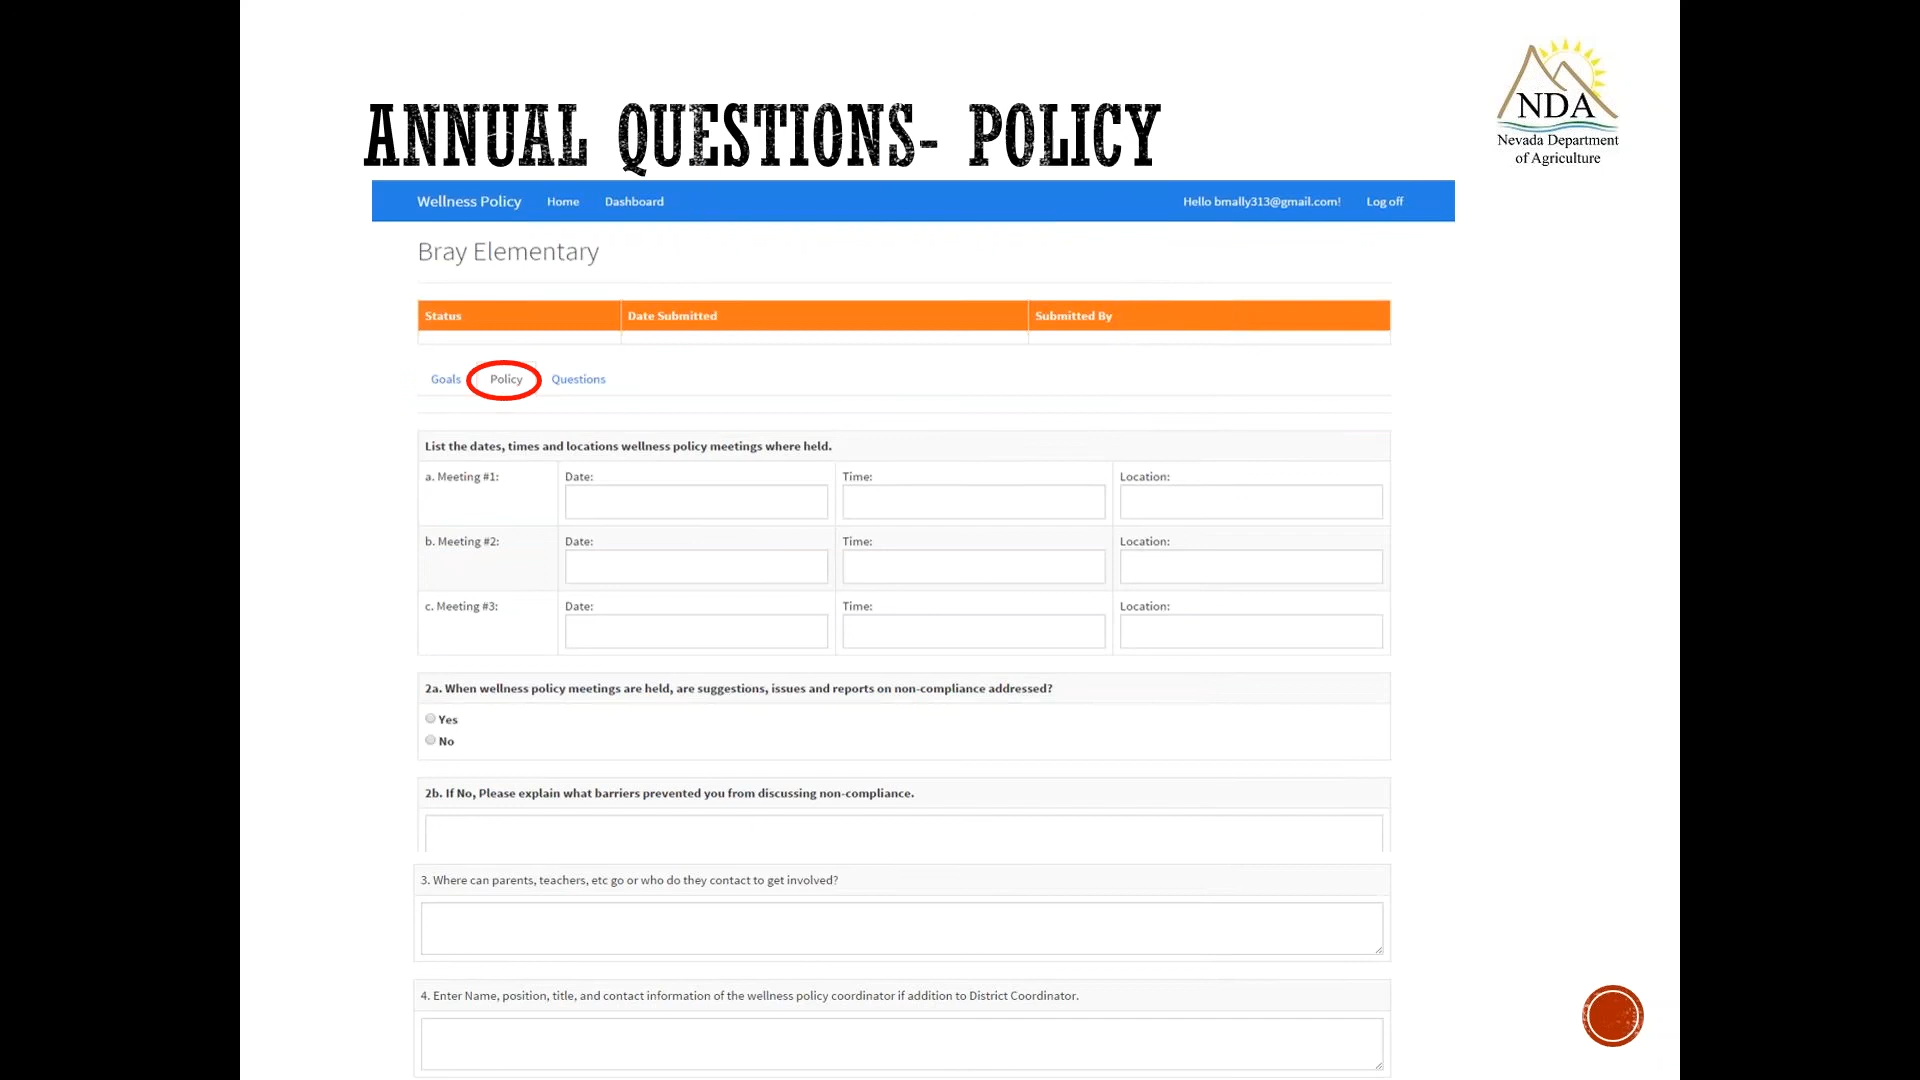 NDA
Nevada Department
of Agriculture
ANNUAL QUESTIONS- POLICY
Wellness Policy Home Dashboard Hello bmally313@gmail.com! Log off
Bray Elementary
Status Date Submitted Submitted By
Goals Policy Questions
List the dates, times and locations wellness policy meetings where held.
a. Meeting #1: Date: Time: Location:
b. Meeting #2: Date: Time: Location:
c. Meeting #3: Date: Time: Location:
2a. When wellness policy meetings are held, are suggestions, issues and reports on non-compliance addressed?
Yes
No
2b. If No, Please explain what barriers prevented you from discussing non-compliance.
3. Where can parents, teachers, etc go or who do they contact to get involved?
4. Enter Name, position, title, and contact information of the wellness policy coordinator if addition to District Coordinator.